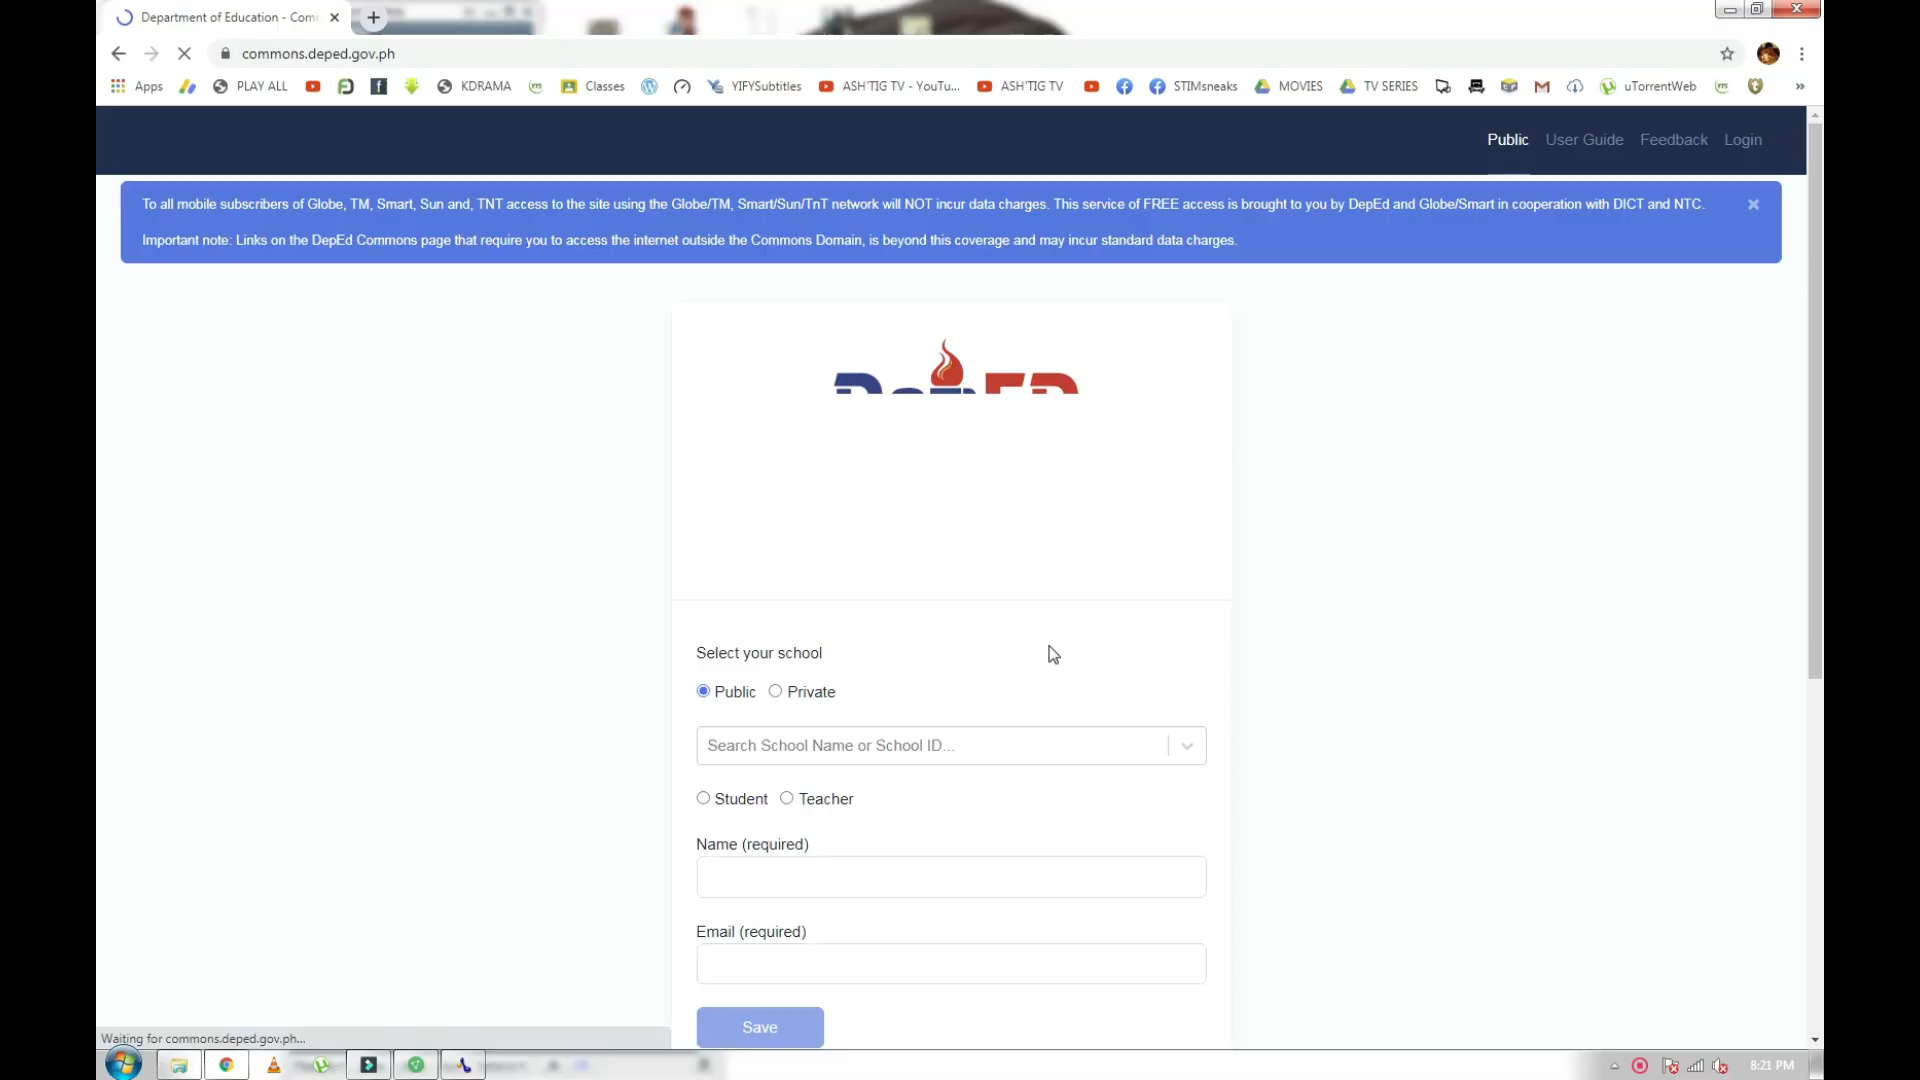 Department of Education - Com
commons.deped.gov.ph
Apps
PLAY ALL
KDRAMA
Classes
YIFYSubtitles
ASH'TIG TV - YouTu...
ASH'TIG TV
STIMsneaks
MOVIES
TV SERIES
uTorrentWeb
»
Public
User Guide
Feedback
Login
To all mobile subscribers of Globe, TM, Smart, Sun and, TNT access to the site using the Globe/TM, Smart/Sun/TnT network will NOT incur data charges. This service of FREE access is brought to you by DepEd and Globe/Smart in cooperation with DICT and NTC.
Important note: Links on the DepEd Commons page that require you to access the internet outside the Commons Domain, is beyond this coverage and may incur standard data charges.
Select your school
Public
Private
Search School Name or School ID...
Student
Teacher
Name (required)
Email (required)
Save
Waiting for commons.deped.gov.ph...
8:21 PM